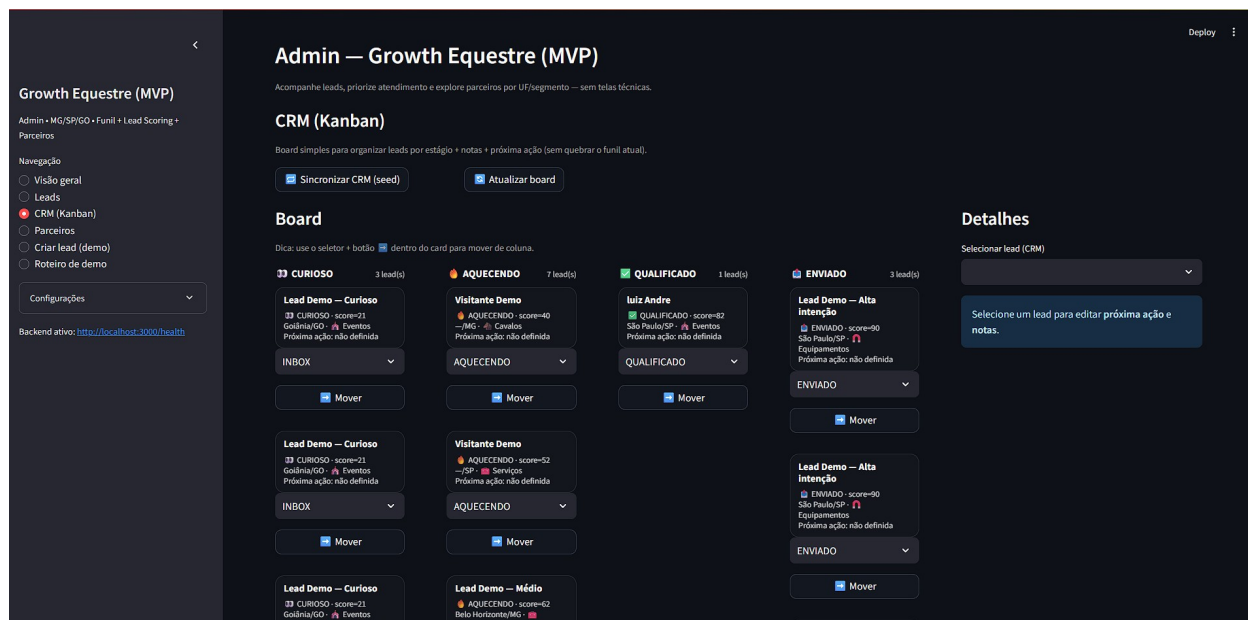 Deploy
Growth Equestre (MVP)
Admin • MG/SP/GO • Funil + Lead Scoring +
Parceiros
Navegação
Visão geral
Leads
CRM (Kanban)
Parceiros
Criar lead (demo)
Roteiro de demo
Configurações
Backend ativo: http://localhost:3000/health
Admin — Growth Equestre (MVP)
Acompanhe leads, priorize atendimento e explore parceiros por UF/segmento — sem telas técnicas.
CRM (Kanban)
Board simples para organizar leads por estágio + notas + próxima ação (sem quebrar o funil atual).
Sincronizar CRM (seed)
Atualizar board
Board
Dica: use o seletor + botão ➡️ dentro do card para mover de coluna.
👀 CURIOSO 3 lead(s)
Lead Demo — Curioso
👀 CURIOSO · score=21
Goiânia/GO · 🎪 Eventos
Próxima ação: não definida
INBOX
➡️ Mover
Lead Demo — Curioso
👀 CURIOSO · score=21
Goiânia/GO · 🎪 Eventos
Próxima ação: não definida
INBOX
➡️ Mover
Lead Demo — Curioso
👀 CURIOSO · score=21
Goiânia/GO · 🎪 Eventos
🔥 AQUECENDO 7 lead(s)
Visitante Demo
🔥 AQUECENDO · score=40
—/MG · 🐴 Cavalos
Próxima ação: não definida
AQUECENDO
➡️ Mover
Visitante Demo
🔥 AQUECENDO · score=52
—/SP · 🧰 Serviços
Próxima ação: não definida
AQUECENDO
➡️ Mover
Lead Demo — Médio
🔥 AQUECENDO · score=62
Belo Horizonte/MG · 🧰
✅ QUALIFICADO 1 lead(s)
luiz Andre
✅ QUALIFICADO · score=82
São Paulo/SP · 🎪 Eventos
Próxima ação: não definida
QUALIFICADO
➡️ Mover
📤 ENVIADO 3 lead(s)
Lead Demo — Alta
intenção
📤 ENVIADO · score=90
São Paulo/SP · 🧲
Equipamentos
Próxima ação: não definida
ENVIADO
➡️ Mover
Lead Demo — Alta
intenção
📤 ENVIADO · score=90
São Paulo/SP · 🧲
Equipamentos
Próxima ação: não definida
ENVIADO
➡️ Mover
Detalhes
Selecionar lead (CRM)
Selecione um lead para editar próxima ação e
notas.